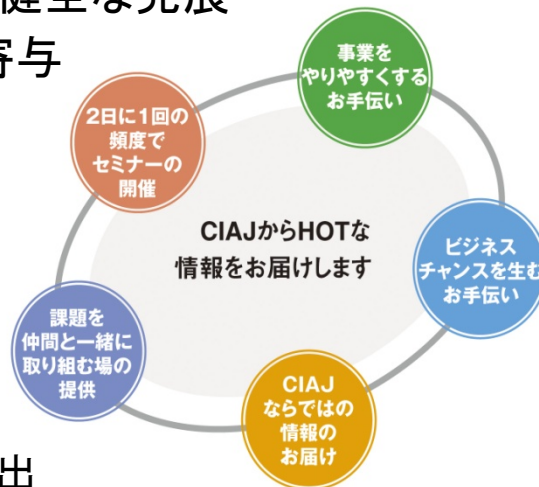 健全な発展
寄与
事業を
やりやすくする
お手伝い
2日に1回の
頻度で
セミナーの
開催
CIAJからHOTな
情報をお届けします
ビジネス
チャンスを生む
お手伝い
課題を
仲間と一緒に
取り組む場の
提供
CIAJ
ならではの
情報の
お届け
出